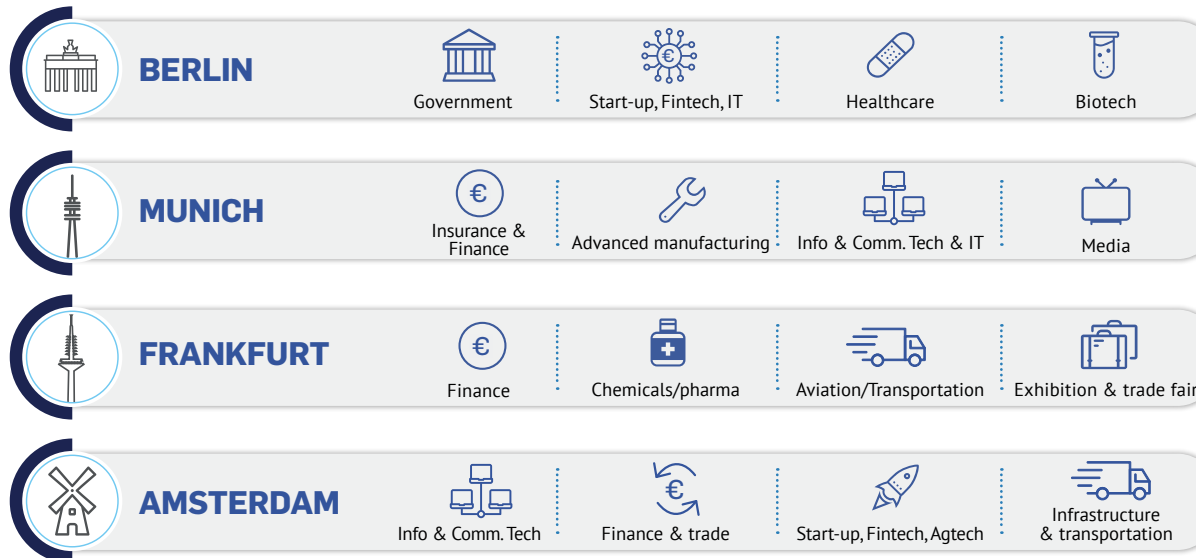 BERLIN
Government
Start-up, Fintech, IT
Healthcare
Biotech
MUNICH
Insurance &
Finance
Advanced manufacturing
Info & Comm. Tech & IT
Media
FRANKFURT
€
Finance
Chemicals/pharma
Aviation/Transportation
Exhibition & trade fair
AMSTERDAM
Info & Comm. Tech
Finance & trade
Start-up, Fintech, Agtech
Infrastructure
& transportation